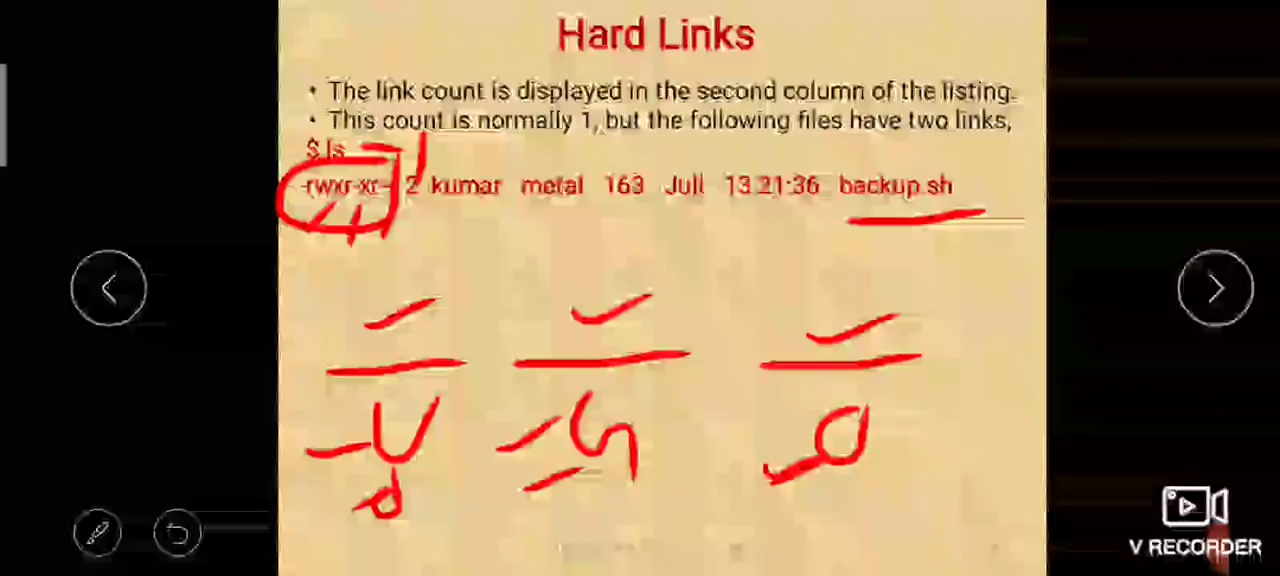 Hard Links
• The link count is displayed in the second column of the listing.
• This count is normally 1, but the following files have two links,
$ ls -l
-rwxr-xr-- 2 kumar metal 163 Jull 13.21:36 backup.sh
U G O
V RECORDER